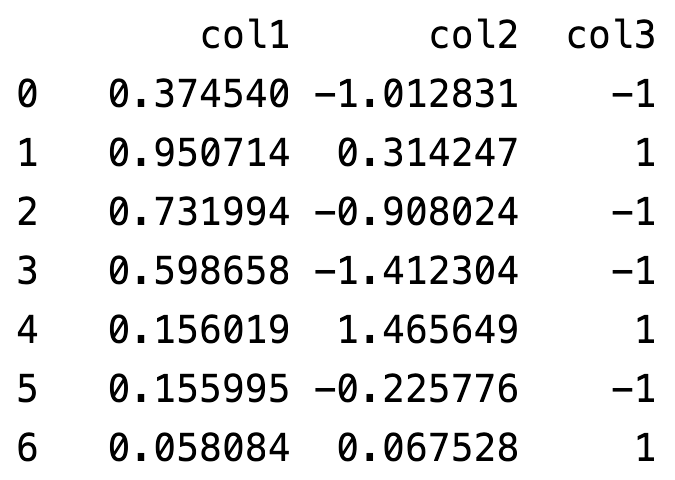 col1 col2 col3
0 0.374540 -1.012831 -1
1 0.950714 0.314247 1
2 0.731994 -0.908024 -1
3 0.598658 -1.412304 -1
4 0.156019 1.465649 1
5 0.155995 -0.225776 -1
6 0.058084 0.067528 1